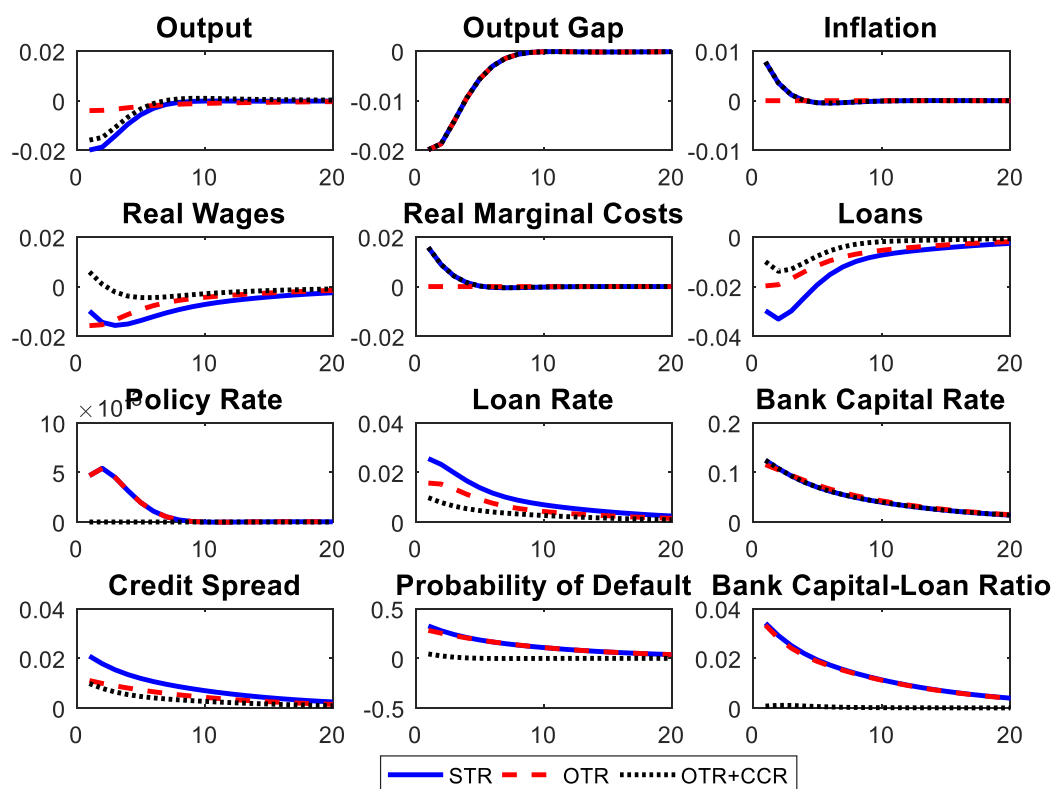 Output
Output Gap
Inflation
0.02
0
-0.02
0 10 20
0
-0.01
-0.02
0 10 20
0.01
0
-0.01
0 10 20
Real Wages
Real Marginal Costs
Loans
0.02
0
-0.02
0 10 20
0.02
0
-0.02
0 10 20
0
-0.02
-0.04
0 10 20
Policy Rate
Loan Rate
Bank Capital Rate
× 10
10
5
0
0 10 20
0.04
0.02
0
0 10 20
0.2
0.1
0
0 10 20
Credit Spread
Probability of Default
Bank Capital-Loan Ratio
0.04
0.02
0
0 10 20
0.5
0
-0.5
0 10 20
0.04
0.02
0
0 10 20
STR OTR OTR+CCR